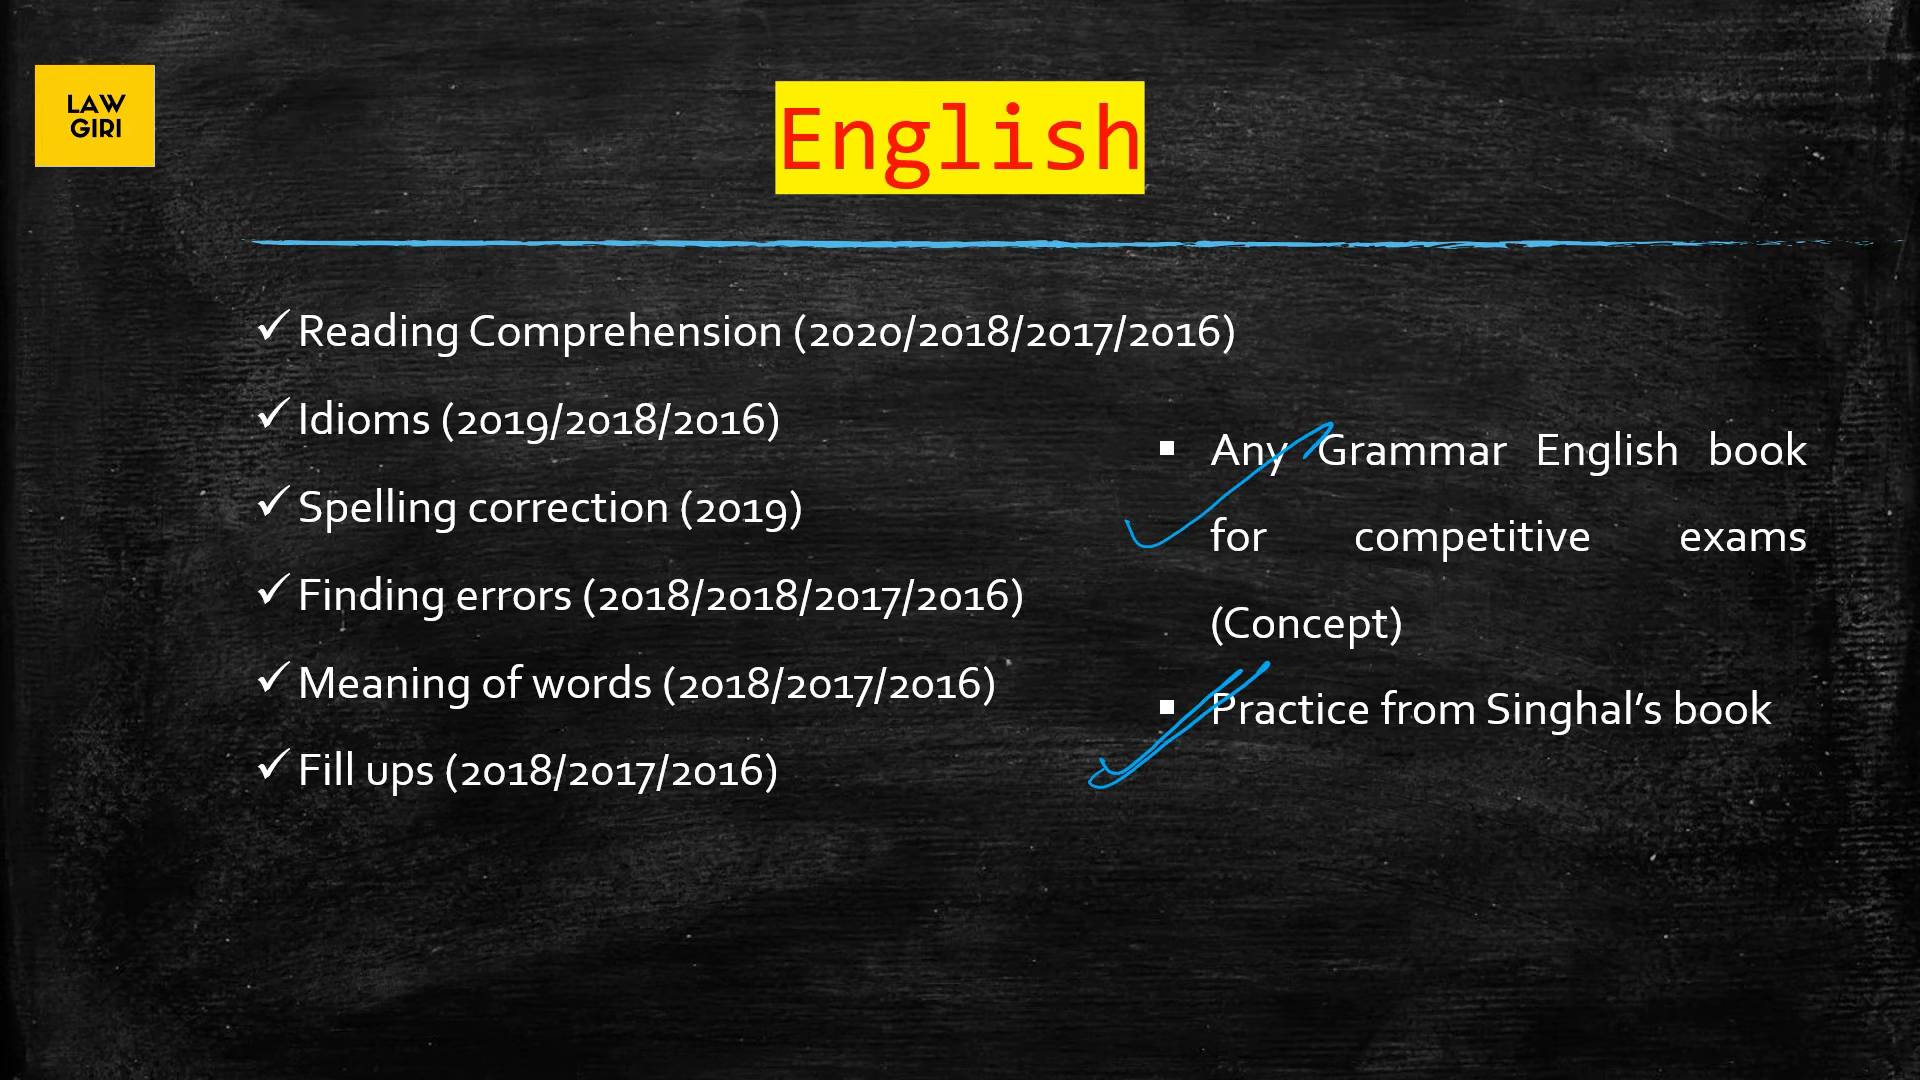 LAW
GIRI
English
Reading Comprehension (2020/2018/2017/2016)
Idioms (2019/2018/2016)
Spelling correction (2019)
Finding errors (2018/2018/2017/2016)
Meaning of words (2018/2017/2016)
Fill ups (2018/2017/2016)
Any Grammar English book
for competitive exams
(Concept)
Practice from Singhal’s book